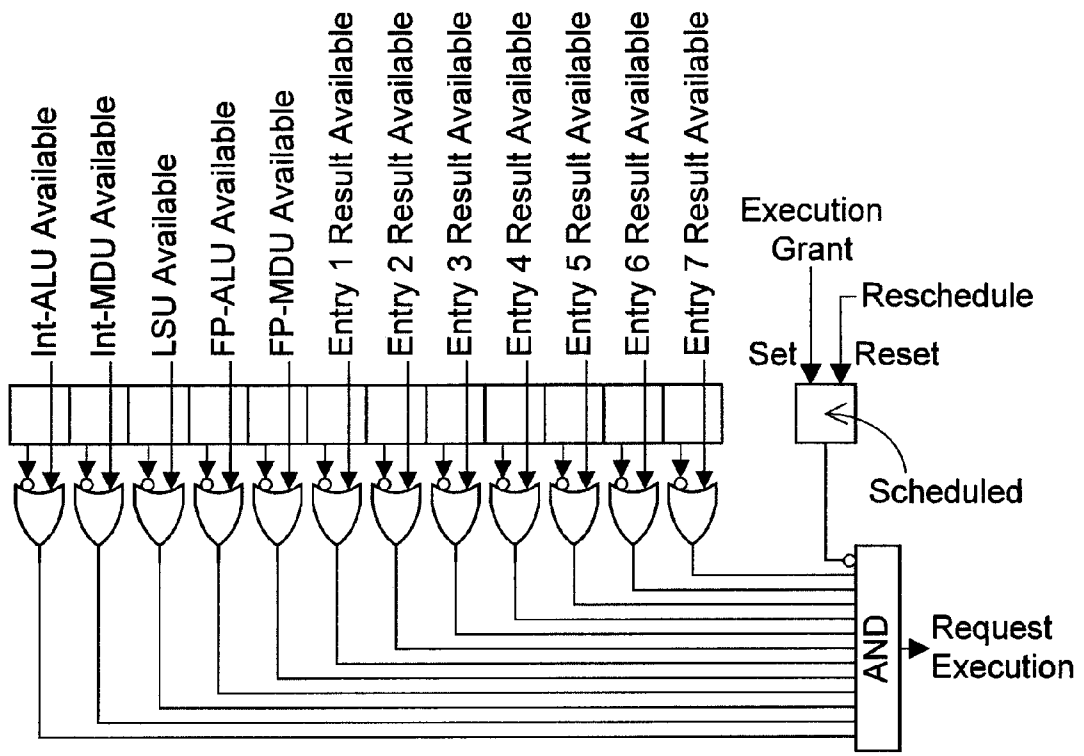 Int-ALU Available
Int-MDU Available
LSU Available
FP-ALU Available
FP-MDU Available
Entry 1 Result Available
Entry 2 Result Available
Entry 3 Result Available
Entry 4 Result Available
Entry 5 Result Available
Entry 6 Result Available
Entry 7 Result Available
Execution
Grant
Reschedule
Set
Reset
Scheduled
AND
Request
Execution